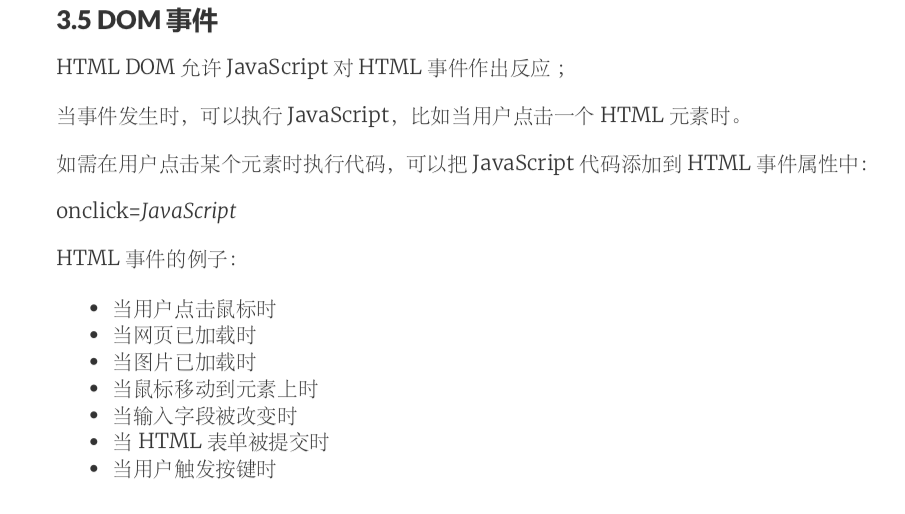 3.5 DOM 事件
HTML DOM 允许 JavaScript 对 HTML 事件作出反应；
当事件发生时，可以执行 JavaScript，比如当用户点击一个 HTML 元素时。
如需在用户点击某个元素时执行代码，可以把 JavaScript 代码添加到 HTML 事件属性中：
onclick=JavaScript
HTML 事件的例子：
• 当用户点击鼠标时
• 当网页已加载时
• 当图片已加载时
• 当鼠标移动到元素上时
• 当输入字段被改变时
• 当 HTML 表单被提交时
• 当用户触发按键时